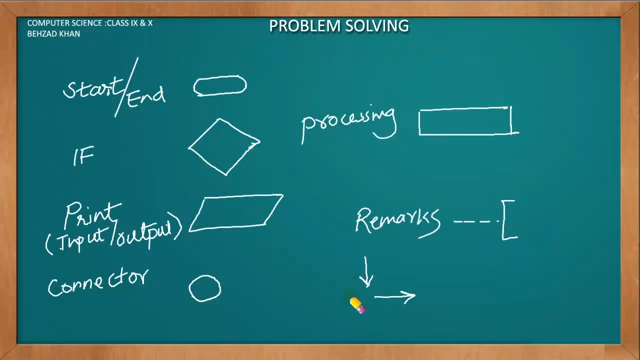 COMPUTER SCIENCE :CLASS IX & X
BEHZAD KHAN
PROBLEM SOLVING
Start/End
processing
IF
Print
(Input/output)
Remarks
Connector